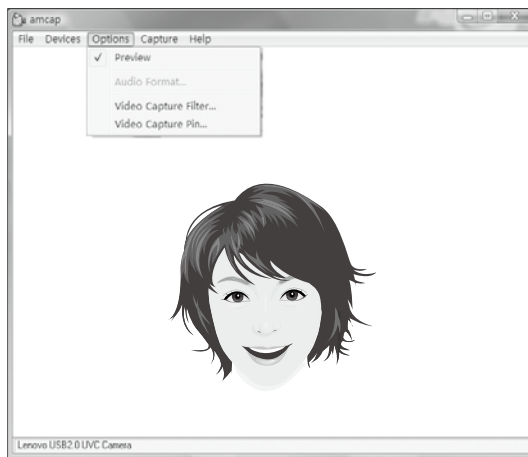 amcap
File Devices Options Capture Help
Preview
Audio Format...
Video Capture Filter...
Video Capture Pin...
Lenovo USB2.0 UVC Camera